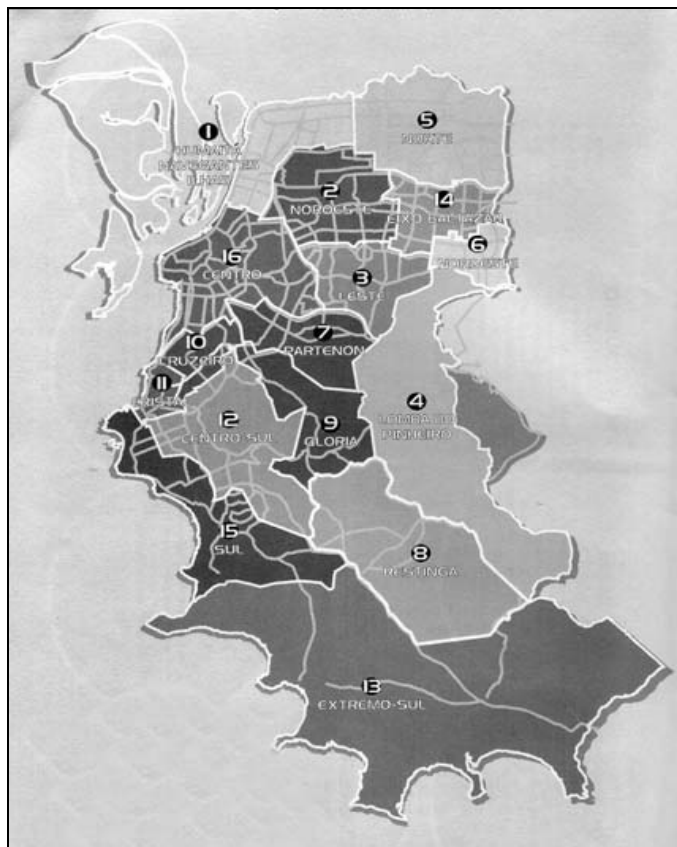 1
HUMAITÁ
NAVEGANTES
ILHAS
5
NORTE
2
NOROESTE
14
EIXO BALTAZAR
6
NORDESTE
16
CENTRO
3
LESTE
7
PARTENON
10
CRUZEIRO
11
CRISTAL
4
LOMBA DO
PINHEIRO
12
CENTRO-SUL
9
GLÓRIA
15
SUL
8
RESTINGA
13
EXTREMO-SUL